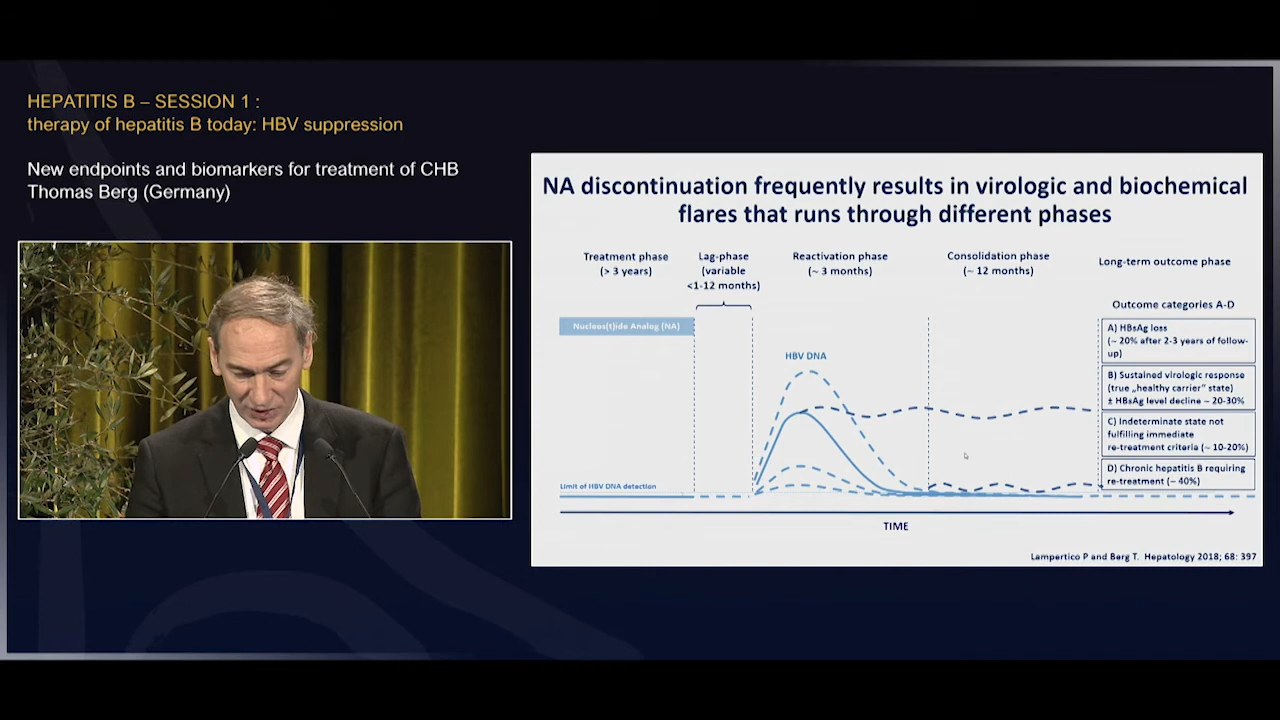 HEPATITIS B – SESSION 1 :
therapy of hepatitis B today: HBV suppression
New endpoints and biomarkers for treatment of CHB
Thomas Berg (Germany)
NA discontinuation frequently results in virologic and biochemical
flares that runs through different phases
Treatment phase
(> 3 years)
Lag-phase
(variable
<1-12 months)
Reactivation phase
(~ 3 months)
Consolidation phase
(~ 12 months)
Long-term outcome phase
Outcome categories A-D
Nucleos(t)ide Analog (NA)
HBV DNA
Limit of HBV DNA detection
A) HBsAg loss
(~ 20% after 2-3 years of follow-
up)
B) Sustained virologic response
(true „healthy carrier" state)
± HBsAg level decline ~ 20-30%
C) Indeterminate state not
fulfilling immediate
re-treatment criteria (~ 10-20%)
D) Chronic hepatitis B requiring
re-treatment (~ 40%)
TIME
Lampertico P and Berg T. Hepatology 2018; 68: 397